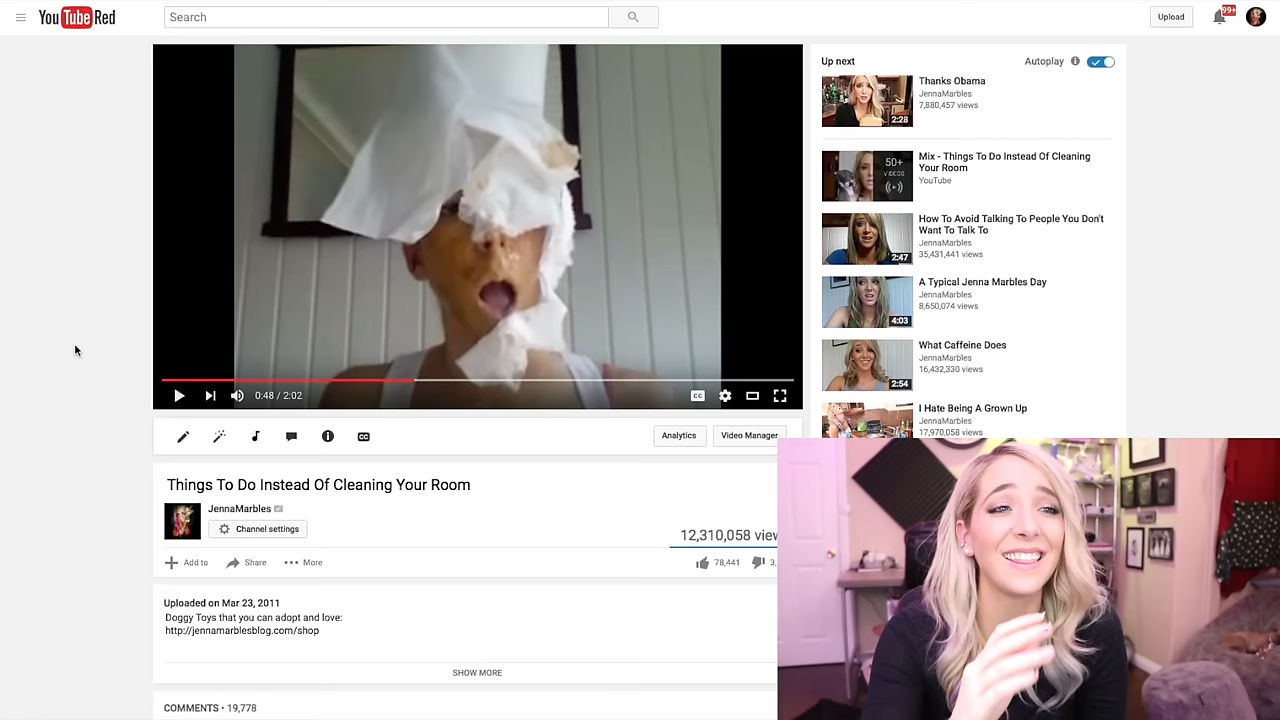 YouTube Red
Search
Upload
99+
Up next
Autoplay
Thanks Obama
JennaMarbles
7,880,457 views
2:28
Mix - Things To Do Instead Of Cleaning
Your Room
YouTube
50+
VIDEOS
How To Avoid Talking To People You Don't
Want To Talk To
JennaMarbles
35,431,441 views
2:47
A Typical Jenna Marbles Day
JennaMarbles
8,650,074 views
4:03
What Caffeine Does
JennaMarbles
16,432,330 views
2:54
I Hate Being A Grown Up
17,970,058 views
0:48 / 2:02
CC
CC
Analytics
Video Manager
Things To Do Instead Of Cleaning Your Room
JennaMarbles
Channel settings
12,310,058 view
Add to
Share
More
78,441
3,
Uploaded on Mar 23, 2011
Doggy Toys that you can adopt and love:
http://jennamarblesblog.com/shop
SHOW MORE
COMMENTS • 19,778